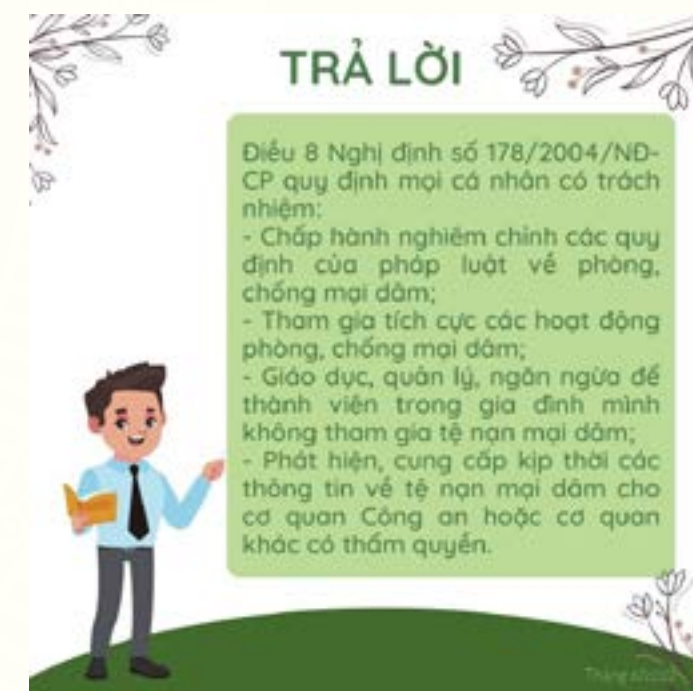 TRẢ LỜI
Điều 8 Nghị định số 178/2004/NĐ-
CP quy định mọi cá nhân có trách
nhiệm:
- Chấp hành nghiêm chỉnh các quy
định của pháp luật về phòng,
chống mại dâm;
- Tham gia tích cực các hoạt động
phòng, chống mại dâm;
- Giáo dục, quản lý, ngăn ngừa để
thành viên trong gia đình mình
không tham gia tệ nạn mại dâm;
- Phát hiện, cung cấp kịp thời các
thông tin về tệ nạn mại dâm cho
cơ quan Công an hoặc cơ quan
khác có thẩm quyền.
Tháng